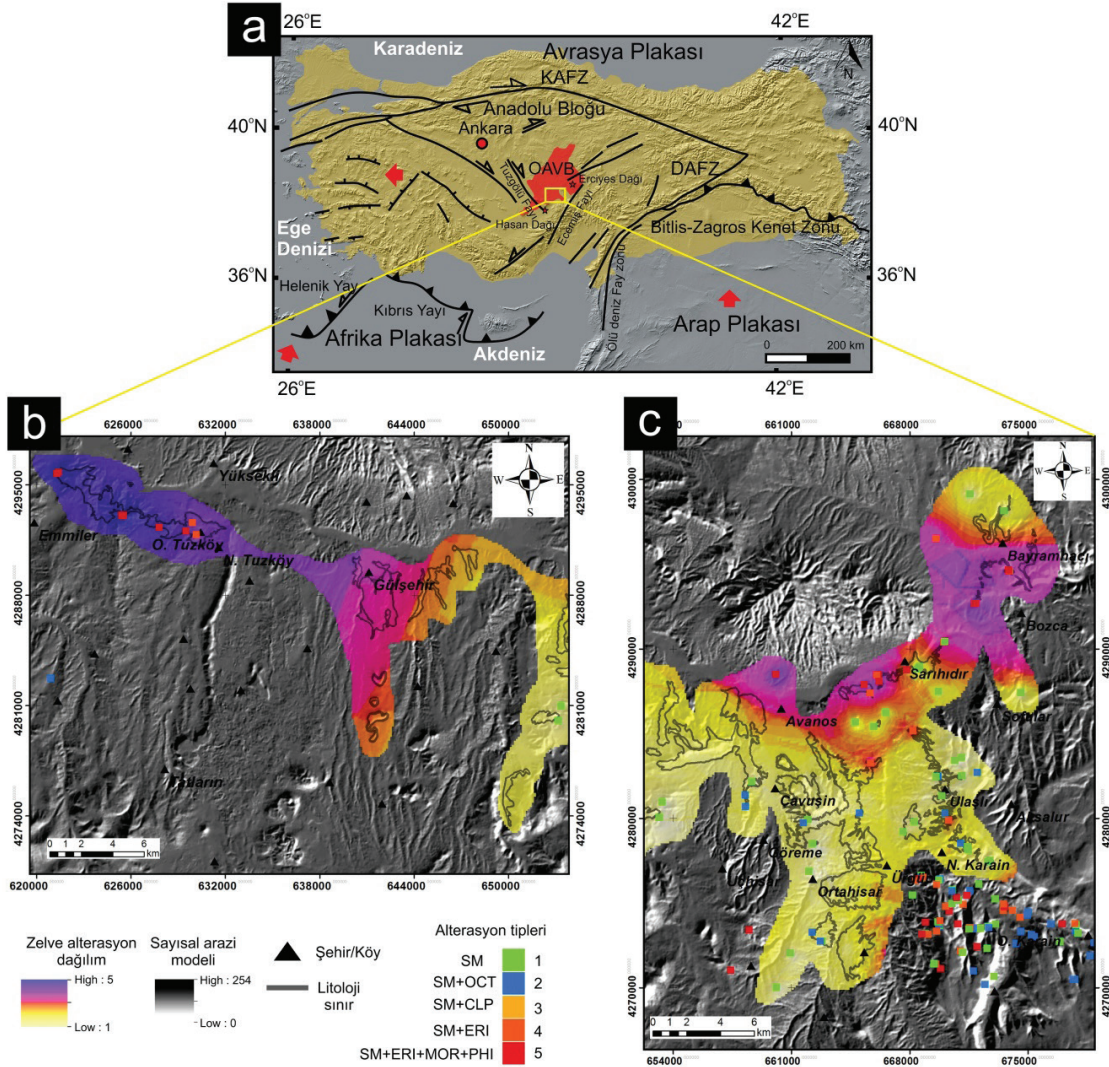 a
26°E
42°E
Karadeniz
Avrasya Plakası
N
KAFZ
Anadolu Bloğu
40°N
40°N
Ankara
OAVB
DAFZ
Tuzgölü Fayı
Erciyes Dağı
Hasan Dağı
Ecemiş Fayı
Bitlis-Zagros Kenet Zonu
Ege
Denizi
36°N
36°N
Helenik Yay
Kıbrıs Yayı
Ölü deniz Fay zonu
Afrika Plakası
Akdeniz
Arap Plakası
0 200 km
26°E
42°E
b
626000 632000 638000 644000 650000
N
W E
S
Yüksekli
4295000
4295000
Emmiler
O. Tuzköy
N. Tuzköy
Gülşehir
4288000
4288000
4281000
4281000
Tatların
4274000
4274000
0 1 2 4 6
km
620000 626000 632000 638000 644000 650000
c
661000 668000 675000
N
W E
S
4300000
4300000
Bayramhacı
Bozca
4290000
4290000
Sarıhıdır
Sofular
Avanos
Çavuşin
Ulaşlı
Aksalur
4280000
4280000
Göreme
N. Karain
Uçhisar
Ortahisar
Ürgüp
O. Karain
4270000
4270000
0 1 2 4 6
km
654000 661000 668000 675000
Zelve alterasyon
dağılım
High : 5
Low : 1
Sayısal arazi
modeli
High : 254
Low : 0
Şehir/Köy
Litoloji
sınır
Alterasyon tipleri
SM 1
SM+OCT 2
SM+CLP 3
SM+ERI 4
SM+ERI+MOR+PHI 5